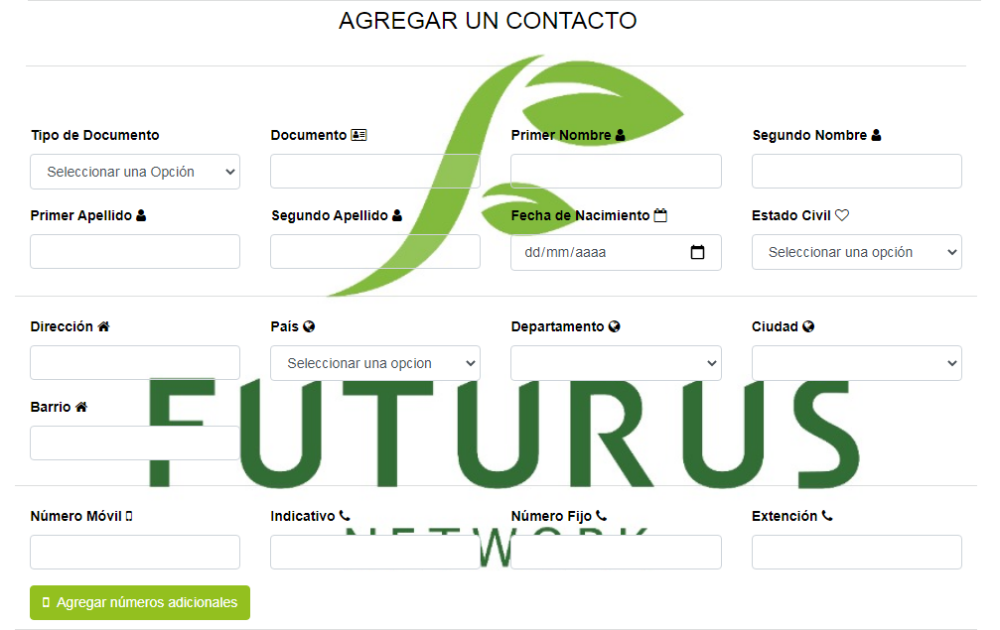 AGREGAR UN CONTACTO
Tipo de Documento Documento Primer Nombre Segundo Nombre
Seleccionar una Opción
Primer Apellido Segundo Apellido Fecha de Nacimiento Estado Civil
dd/mm/aaaa Seleccionar una opción
Dirección País Departamento Ciudad
Seleccionar una opcion
Barrio
FUTURUS
Número Móvil Indicativo Número Fijo Extención
NETWORK
Agregar números adicionales